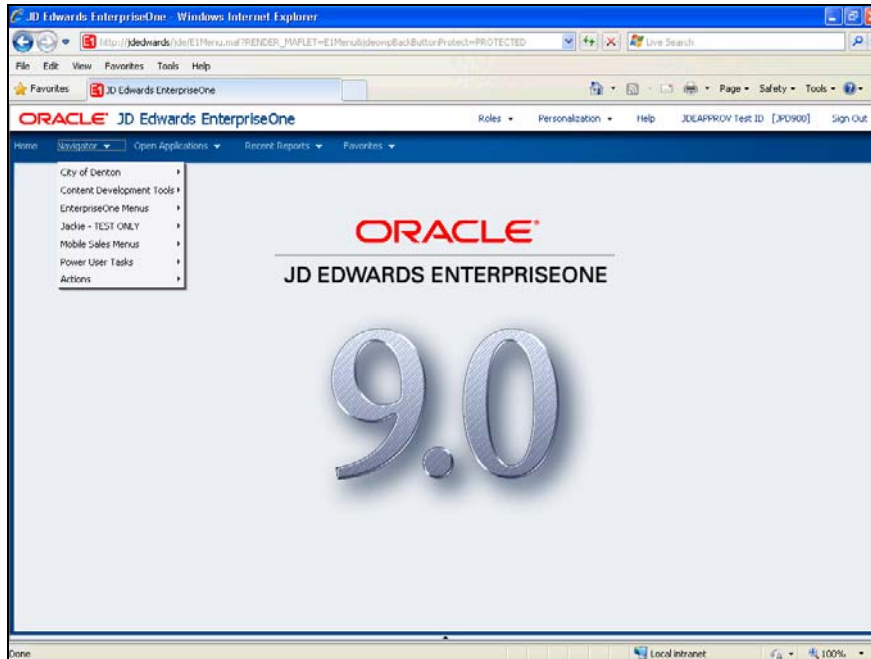 JD Edwards EnterpriseOne - Windows Internet Explorer
http://jdedwards/jde/E1Menu.maf?RENDER_MAFLET=E1Menu&jdeowpBackButtonProtect=PROTECTED
Live Search
File Edit View Favorites Tools Help
Favorites JD Edwards EnterpriseOne Page Safety Tools
ORACLE JD Edwards EnterpriseOne Roles Personalization Help JDEAPPROV Test ID [JPD900] Sign Out
Home Navigator Open Applications Recent Reports Favorites
City of Denton
Content Development Tools
EnterpriseOne Menus
Jackie - TEST ONLY
Mobile Sales Menus
Power User Tasks
Actions
ORACLE
JD EDWARDS ENTERPRISEONE
9.0
Done Local intranet 100%